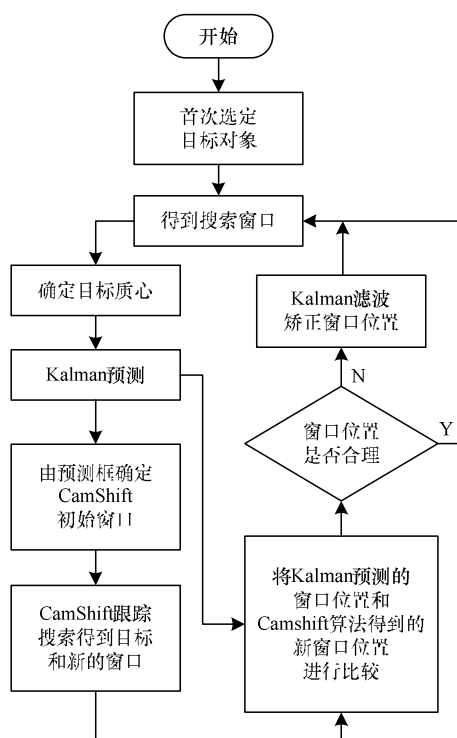 开始
首次选定
目标对象
得到搜索窗口
确定目标质心
Kalman预测
由预测框确定
CamShift
初始窗口
CamShift跟踪
搜索得到目标
和新的窗口
Kalman滤波
矫正窗口位置
N
窗口位置
是否合理
Y
将Kalman预测的
窗口位置和
Camshift算法得到的
新窗口位置
进行比较